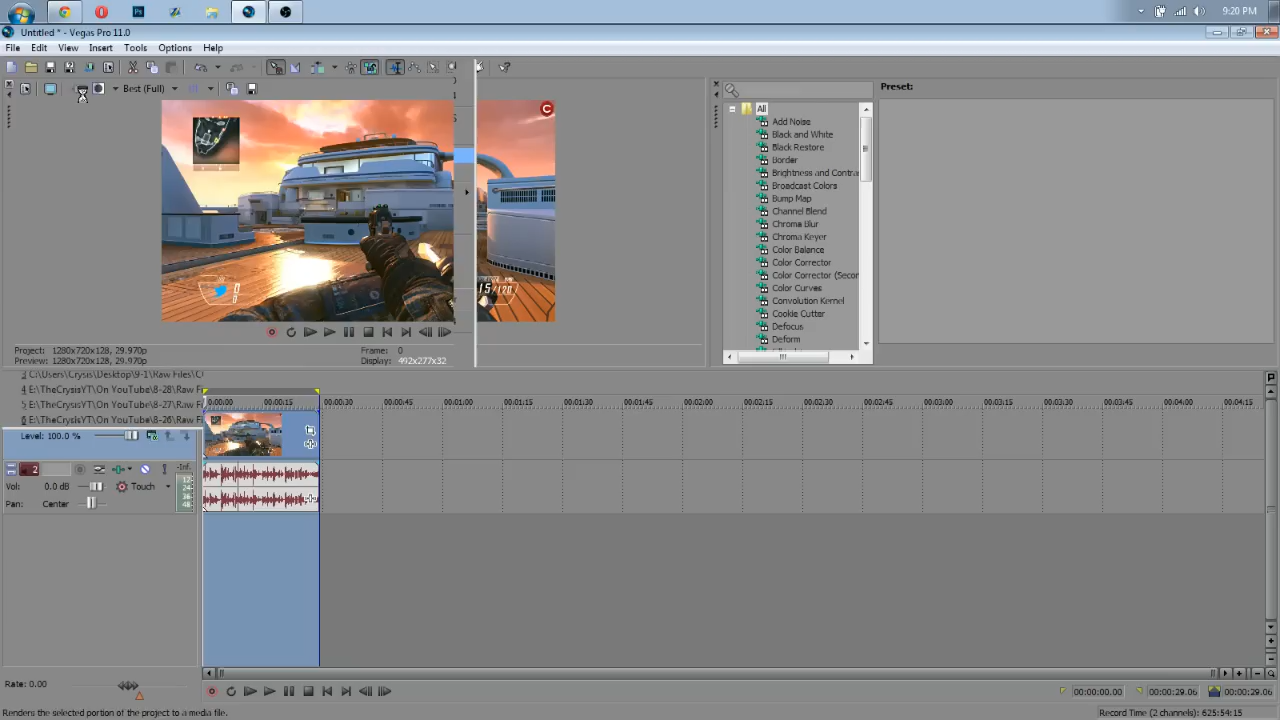 Ps
9:20 PM
Untitled * - Vegas Pro 11.0
File Edit View Insert Tools Options Help
Best (Full)
Preset:
All
Add Noise
Black and White
Black Restore
Border
Brightness and Contra
Broadcast Colors
Bump Map
Channel Blend
Chroma Blur
Chroma Keyer
Color Balance
Color Corrector
Color Corrector (Secor
Color Curves
Convolution Kernel
Cookie Cutter
Defocus
Deform
C
15/120
Project: 1280x720x128, 29.970p
Preview: 1280x720x128, 29.970p
Frame: 0
Display: 492x277x32
3 C:\Users\Crysis\Desktop\9-1\Raw Files\C
4 E:\TheCrysisYT\On YouTube\8-28\Raw F
5 E:\TheCrysisYT\On YouTube\8-27\Raw F
6 E:\TheCrysisYT\On YouTube\8-26\Raw F
0:00:00 00:00:15 00:00:30 00:00:45 00:01:00 00:01:15 00:01:30 00:01:45 00:02:00 00:02:15 00:02:30 00:02:45 00:03:00 00:03:15 00:03:30 00:03:45 00:04:00 00:04:15
Level: 100.0 %
2
-Inf.
Vol: 0.0 dB Touch
Pan: Center
12
24
36
48
Rate: 0.00
00:00:00.00 00:00:29.06 00:00:29.06
Renders the selected portion of the project to a media file.
Record Time (2 channels): 625:54:15